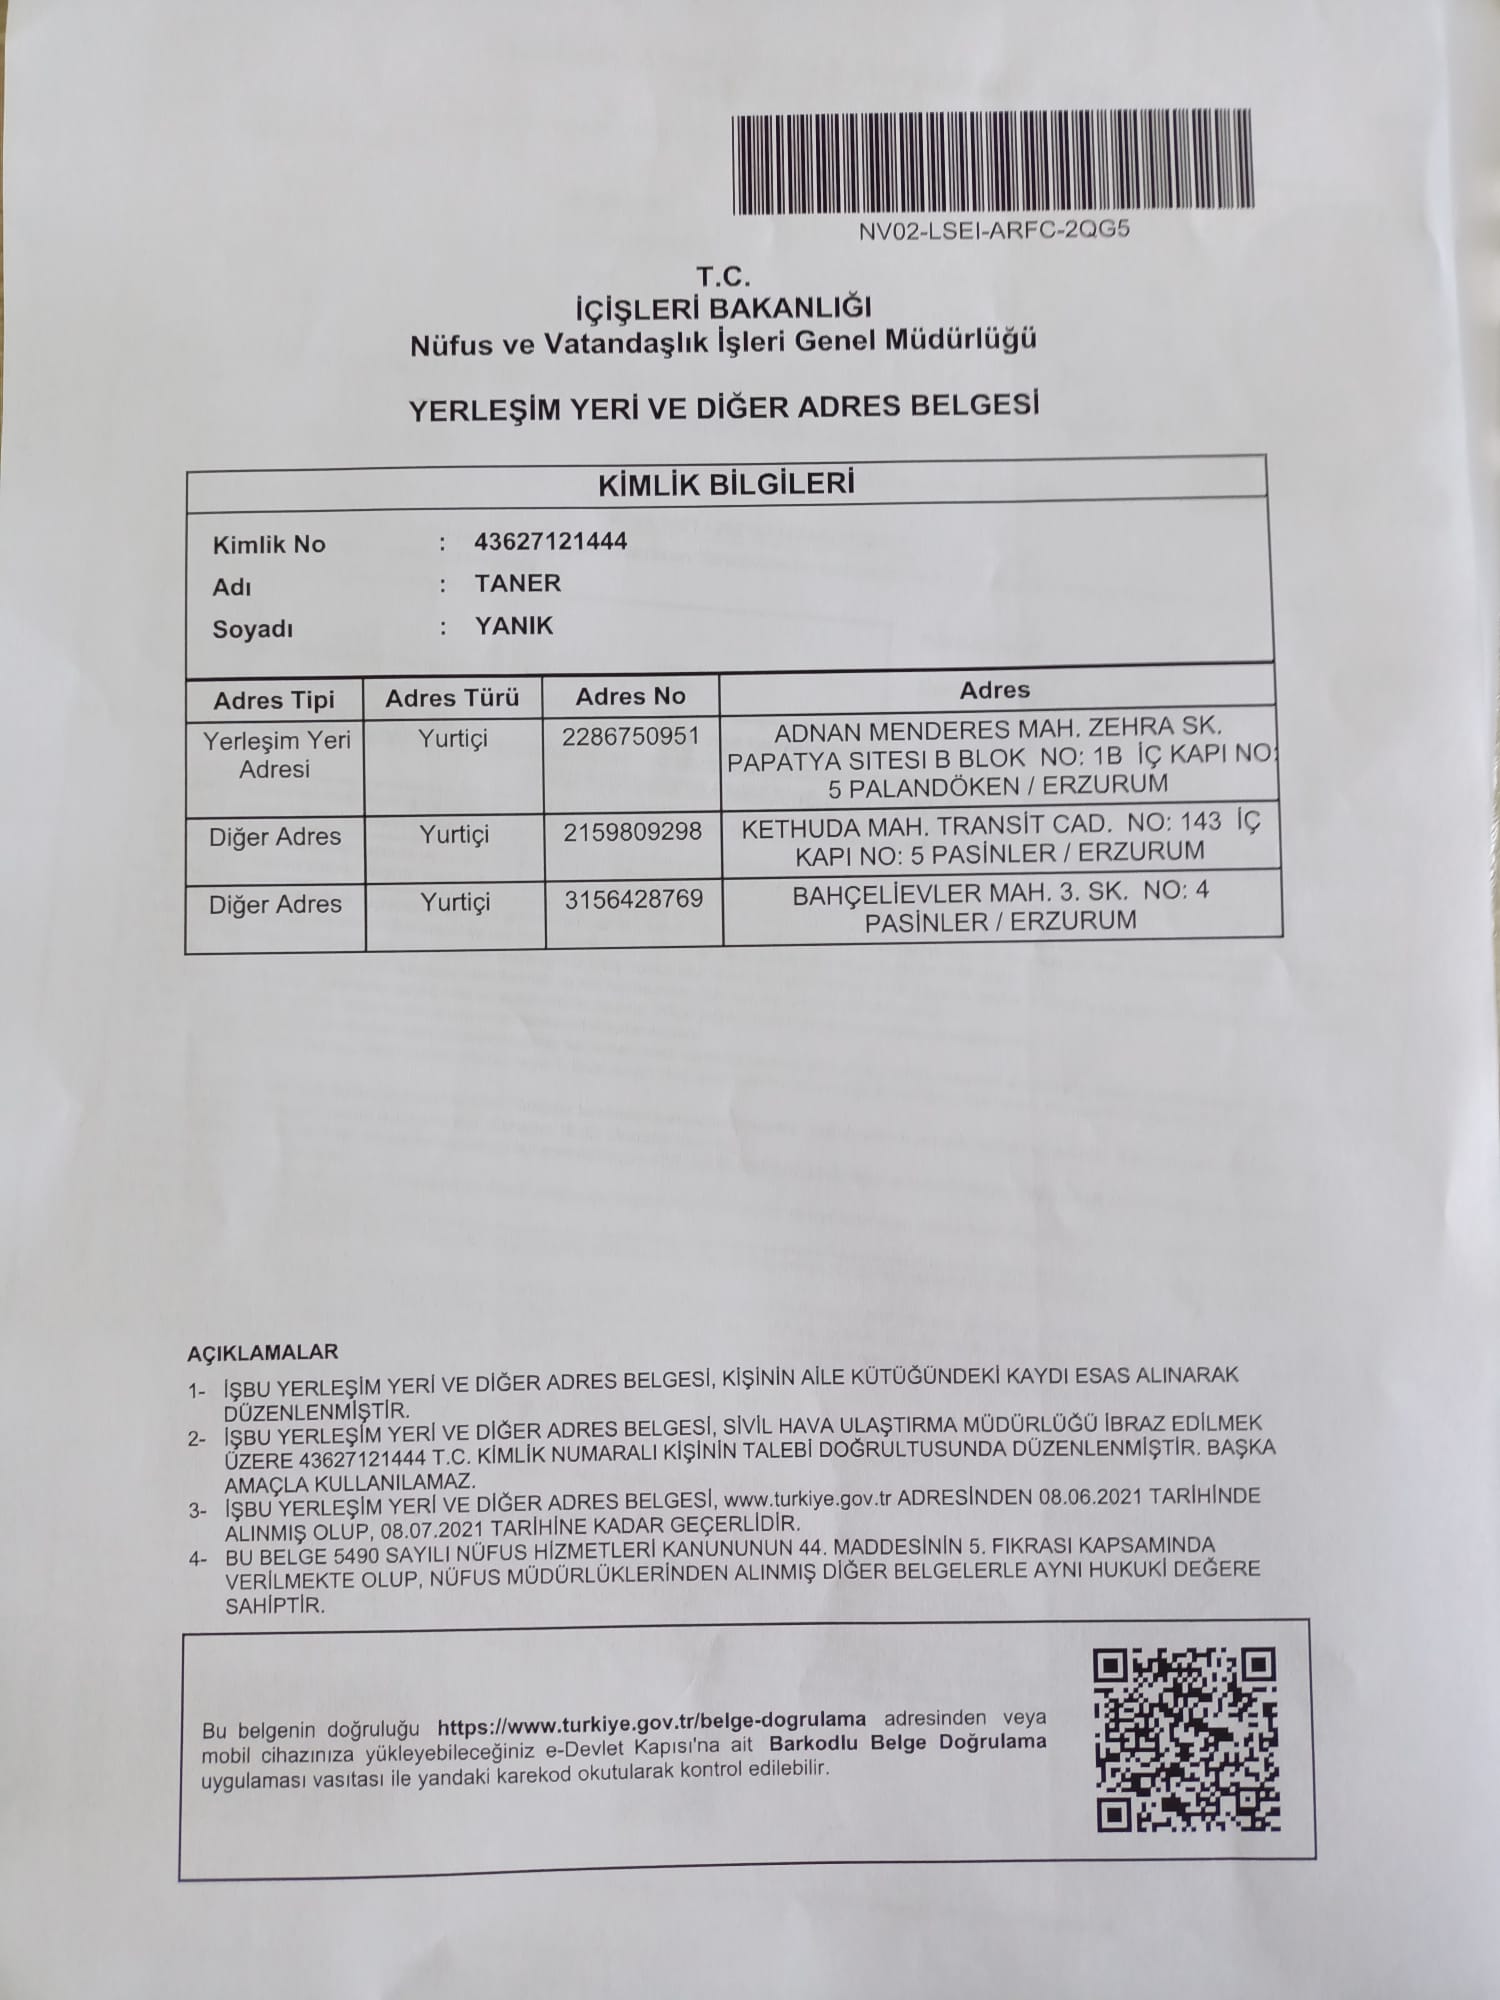 NV02-LSEI-ARFC-2QG5
T.C.
İÇİŞLERİ BAKANLIĞI
Nüfus ve Vatandaşlık İşleri Genel Müdürlüğü
YERLEŞİM YERİ VE DİĞER ADRES BELGESİ
KİMLİK BİLGİLERİ
Kimlik No : 43627121444
Adı : TANER
Soyadı : YANIK
Adres Tipi Adres Türü Adres No Adres
Yerleşim Yeri Adresi Yurtiçi 2286750951 ADNAN MENDERES MAH. ZEHRA SK.
PAPATYA SITESI B BLOK NO: 1B İÇ KAPI NO:
5 PALANDÖKEN / ERZURUM
Diğer Adres Yurtiçi 2159809298 KETHUDA MAH. TRANSİT CAD. NO: 143 İÇ
KAPI NO: 5 PASİNLER / ERZURUM
Diğer Adres Yurtiçi 3156428769 BAHÇELİEVLER MAH. 3. SK. NO: 4
PASİNLER / ERZURUM
AÇIKLAMALAR
1- İŞBU YERLEŞİM YERİ VE DİĞER ADRES BELGESİ, KİŞİNİN AİLE KÜTÜĞÜNDEKİ KAYDI ESAS ALINARAK
DÜZENLENMİŞTİR.
2- İŞBU YERLEŞİM YERİ VE DİĞER ADRES BELGESİ, SİVİL HAVA ULAŞTIRMA MÜDÜRLÜĞÜ İBRAZ EDİLMEK
ÜZERE 43627121444 T.C. KİMLİK NUMARALI KİŞİNİN TALEBİ DOĞRULTUSUNDA DÜZENLENMİŞTİR. BAŞKA
AMAÇLA KULLANILAMAZ.
3- İŞBU YERLEŞİM YERİ VE DİĞER ADRES BELGESİ, www.turkiye.gov.tr ADRESİNDEN 08.06.2021 TARİHİNDE
ALINMIŞ OLUP, 08.07.2021 TARİHİNE KADAR GEÇERLİDİR.
4- BU BELGE 5490 SAYILI NÜFUS HİZMETLERİ KANUNUNUN 44. MADDESİNİN 5. FIKRASI KAPSAMINDA
VERİLMEKTE OLUP, NÜFUS MÜDÜRLÜKLERİNDEN ALINMIŞ DİĞER BELGELERLE AYNI HUKUKİ DEĞERE
SAHİPTİR.
Bu belgenin doğruluğu https://www.turkiye.gov.tr/belge-dogrulama adresinden veya
mobil cihazınıza yükleyebileceğiniz e-Devlet Kapısı'na ait Barkodlu Belge Doğrulama
uygulaması vasıtası ile yandaki karekod okutularak kontrol edilebilir.